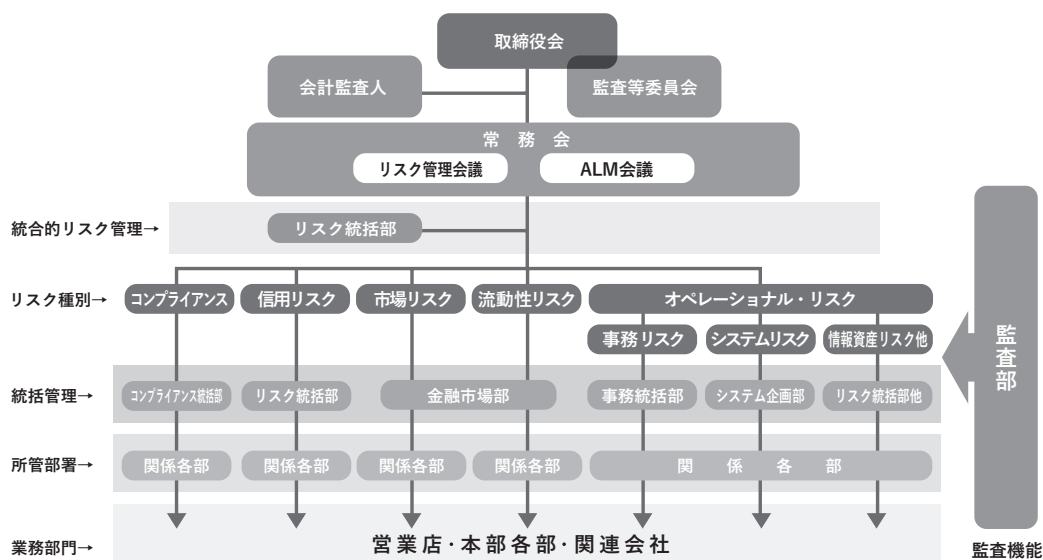 取締役会
会計監査人
監査等委員会
常務会
リスク管理会議
ALM会議
統合的リスク管理→
リスク統括部
リスク種別→
コンプライアンス
信用リスク
市場リスク
流動性リスク
オペレーショナル・リスク
事務リスク
システムリスク
情報資産リスク他
統括管理→
コンプライアンス統括部
リスク統括部
金融市場部
事務統括部
システム企画部
リスク統括部他
所管部署→
関係各部
関係各部
関係各部
関係各部
関係各部
業務部門→
営業店・本部各部・関連会社
監査部
監査機能